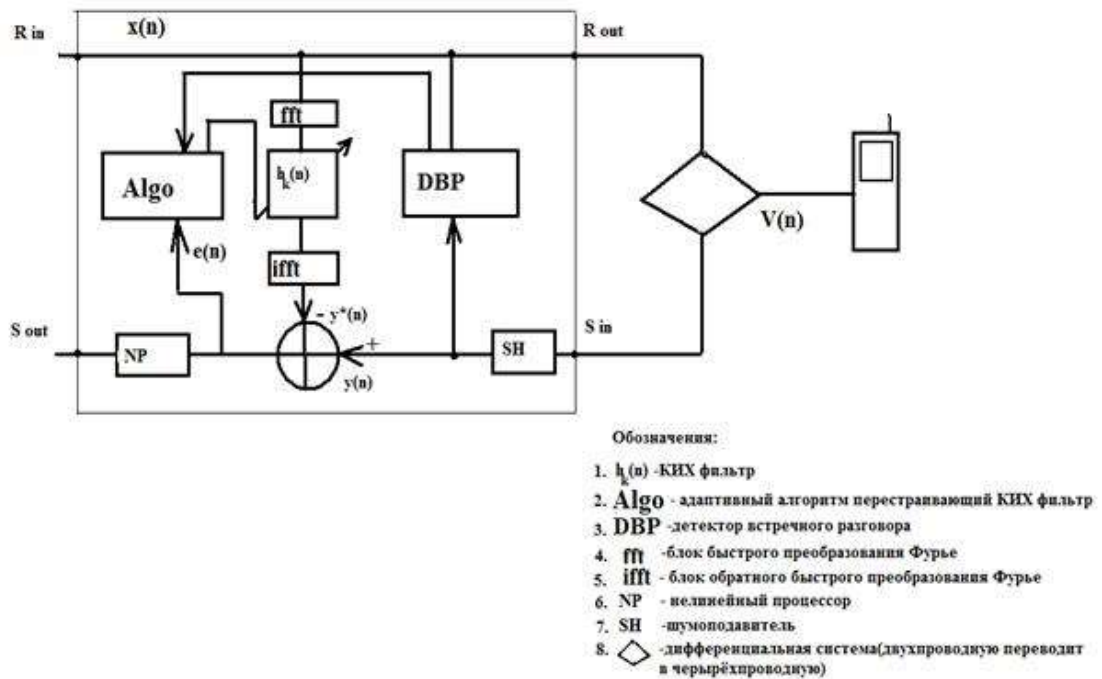 x(n)
R in
R out
fft
Algo
h_k(n)
DBP
V(n)
e(n)
ifft
S out
- y*(n)
S in
NP
+
SH
y(n)
Обозначения:
1. h_k(n) -КИХ фильтр
2. Algo - адаптивный алгоритм перестраивающий КИХ фильтр
3. DBP -детектор встречного разговора
4. fft -блок быстрого преобразования Фурье
5. ifft - блок обратного быстрого преобразования Фурье
6. NP - нелинейный процессор
7. SH -шумоподавитель
8. -дифференциальная система(двухпроводную переводит
в черырёхпроводную)